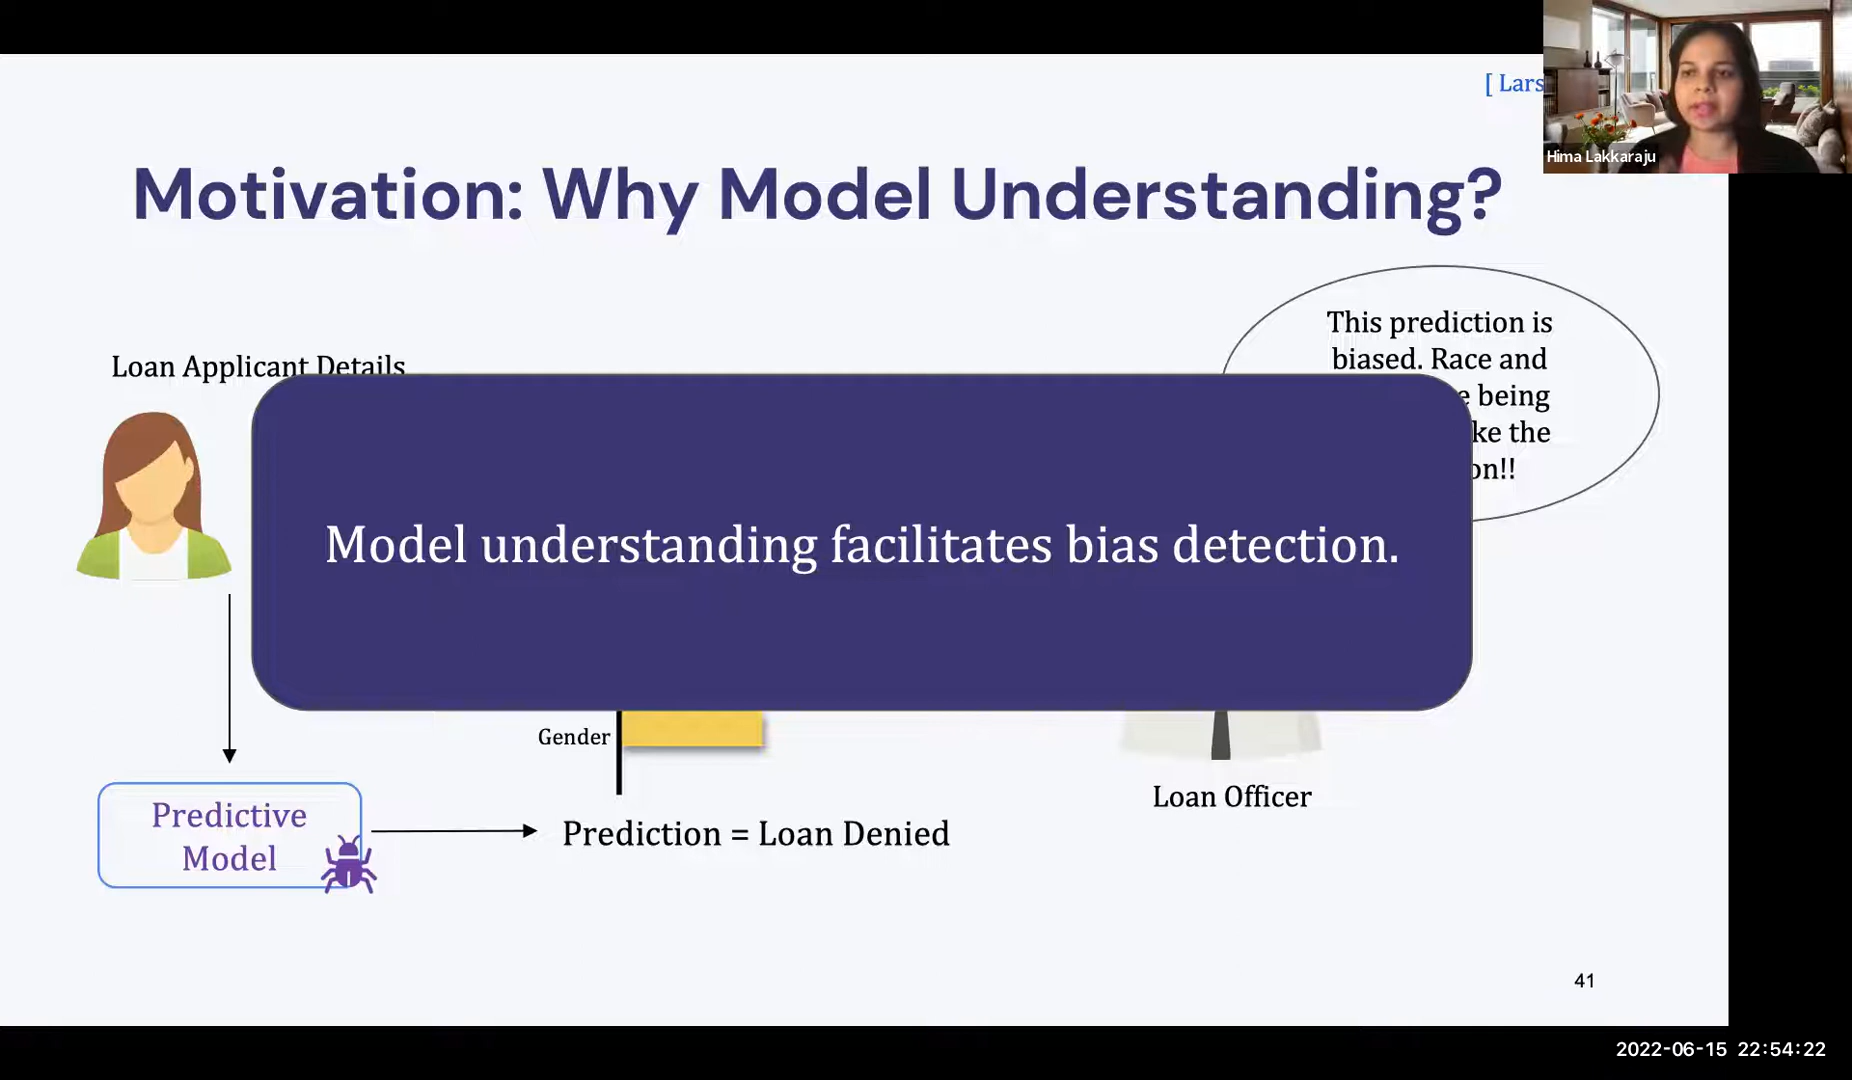 [ Lars
Hima Lakkaraju
Motivation: Why Model Understanding?
Loan Applicant Details
This prediction is
biased. Race and
being
the
Model understanding facilitates bias detection.
Gender
Loan Officer
Predictive
Model
Prediction = Loan Denied
41
2022-06-15 22:54:22